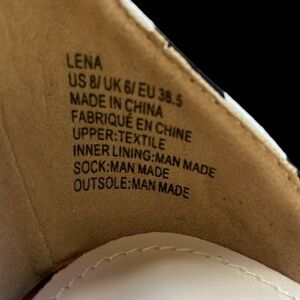 LENA
US 8/ UK 6/ EU 38.5
MADE IN CHINA
FABRIQUÉ EN CHINE
UPPER:TEXTILE
INNER LINING:MAN MADE
SOCK:MAN MADE
OUTSOLE:MAN MADE